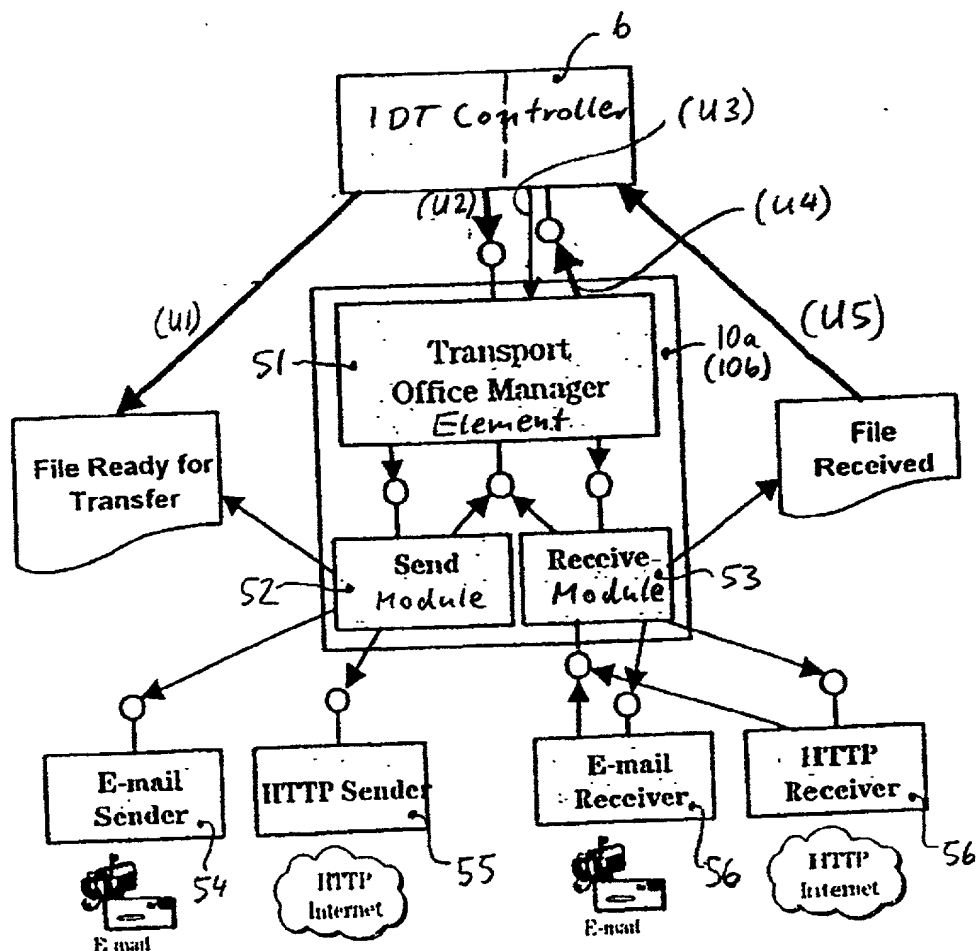 6
IDT Controller
(U3)
(U2)
(U4)
(U1)
(U5)
51
Transport
Office Manager
Element
10a
(10b)
File Ready for
Transfer
File
Received
52
Send
Module
Receive-
Module
53
E-mail
Sender
54
HTTP Sender
55
E-mail
Receiver
56
HTTP
Receiver
56
E-mail
HTTP
Internet
E-mail
HTTP
Internet